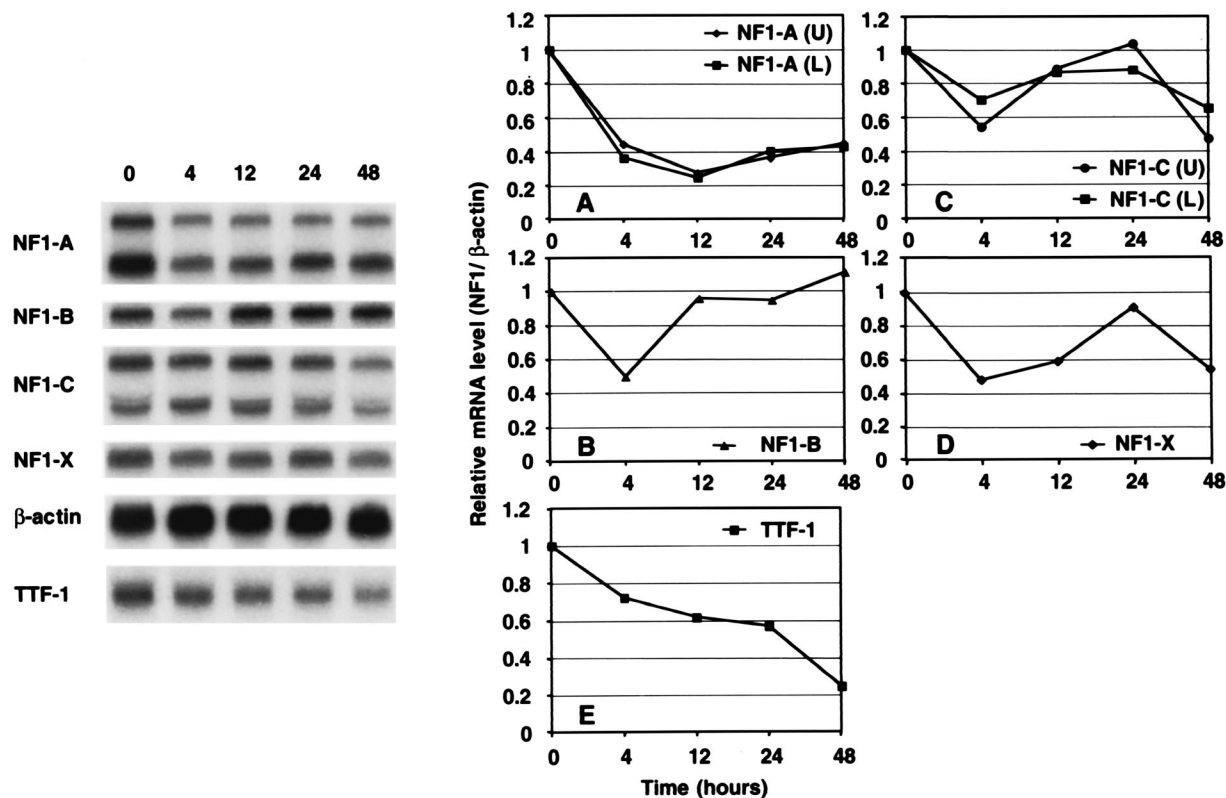 0 4 12 24 48
NF1-A
NF1-B
NF1-C
NF1-X
β-actin
TTF-1
Relative mRNA level (NF1/ β-actin)
1.2
1
0.8
0.6
0.4
0.2
0
NF1-A (U)
NF1-A (L)
A
0 4 12 24 48
1.2
1
0.8
0.6
0.4
0.2
0
NF1-C (U)
NF1-C (L)
C
0 4 12 24 48
1.2
1
0.8
0.6
0.4
0.2
0
B
NF1-B
0 4 12 24 48
1.2
1
0.8
0.6
0.4
0.2
0
D
NF1-X
0 4 12 24 48
1.2
1
0.8
0.6
0.4
0.2
0
TTF-1
E
0 4 12 24 48
Time (hours)